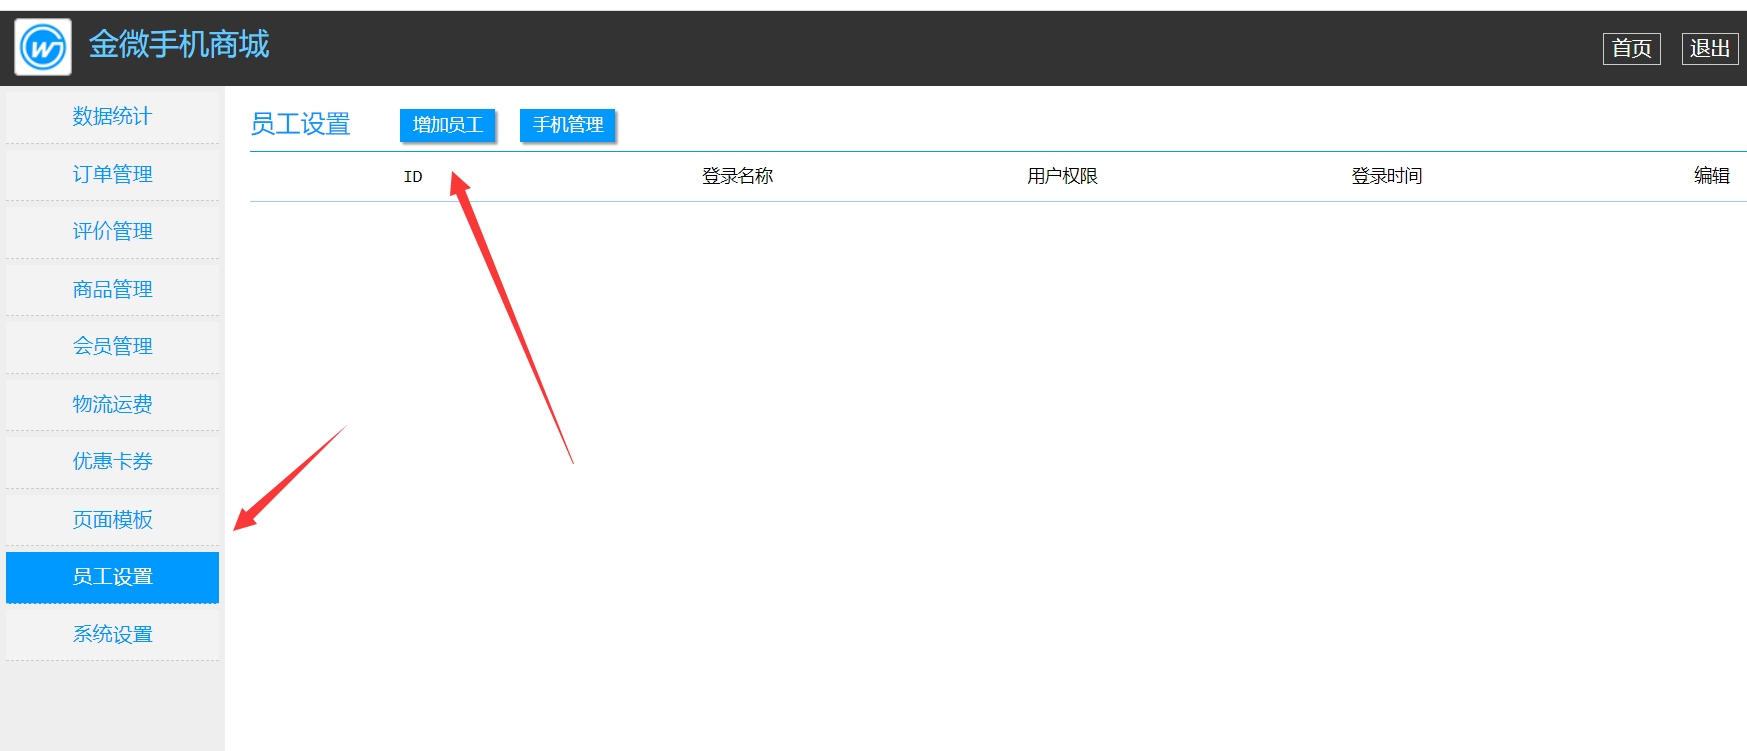 金微手机商城
首页 退出
数据统计
订单管理
评价管理
商品管理
会员管理
物流运费
优惠卡券
页面模板
员工设置
系统设置
员工设置 增加员工 手机管理
ID 登录名称 用户权限 登录时间 编辑